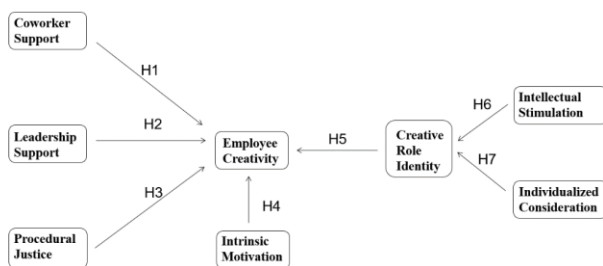 Coworker
Support
H1
H2
Leadership
Support
H3
Procedural
Justice
Employee
Creativity
H4
Intrinsic
Motivation
H5
Creative
Role
Identity
H6
Intellectual
Stimulation
H7
Individualized
Consideration